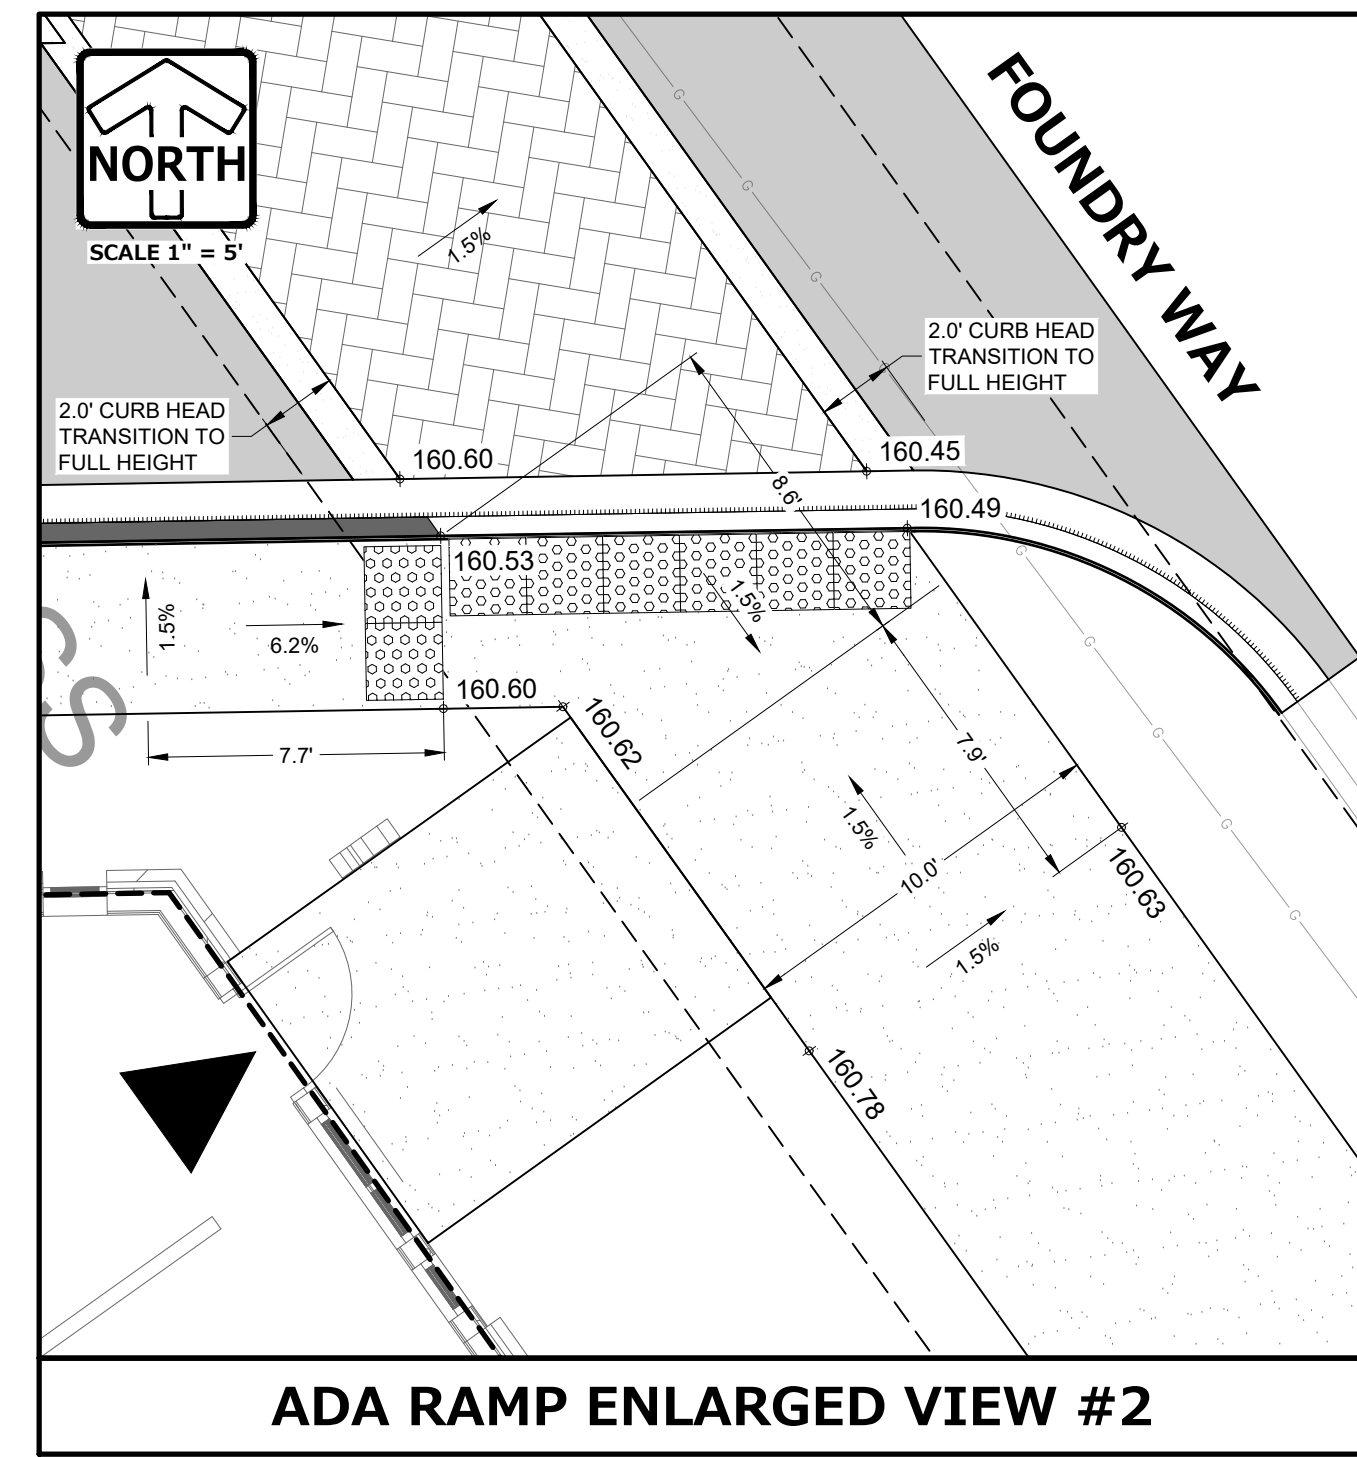 NORTH
SCALE 1" = 5'
FOUNDRY WAY
1.5%
2.0' CURB HEAD
TRANSITION TO
FULL HEIGHT
2.0' CURB HEAD
TRANSITION TO
FULL HEIGHT
160.60
160.45
8.6'
160.49
160.53
1.5%
1.5%
6.2%
160.60
160.62
7.7'
7.9'
1.5%
10.0'
160.63
1.5%
160.78
G
G
G
G
G
G
G
G
G
G
ADA RAMP ENLARGED VIEW #2